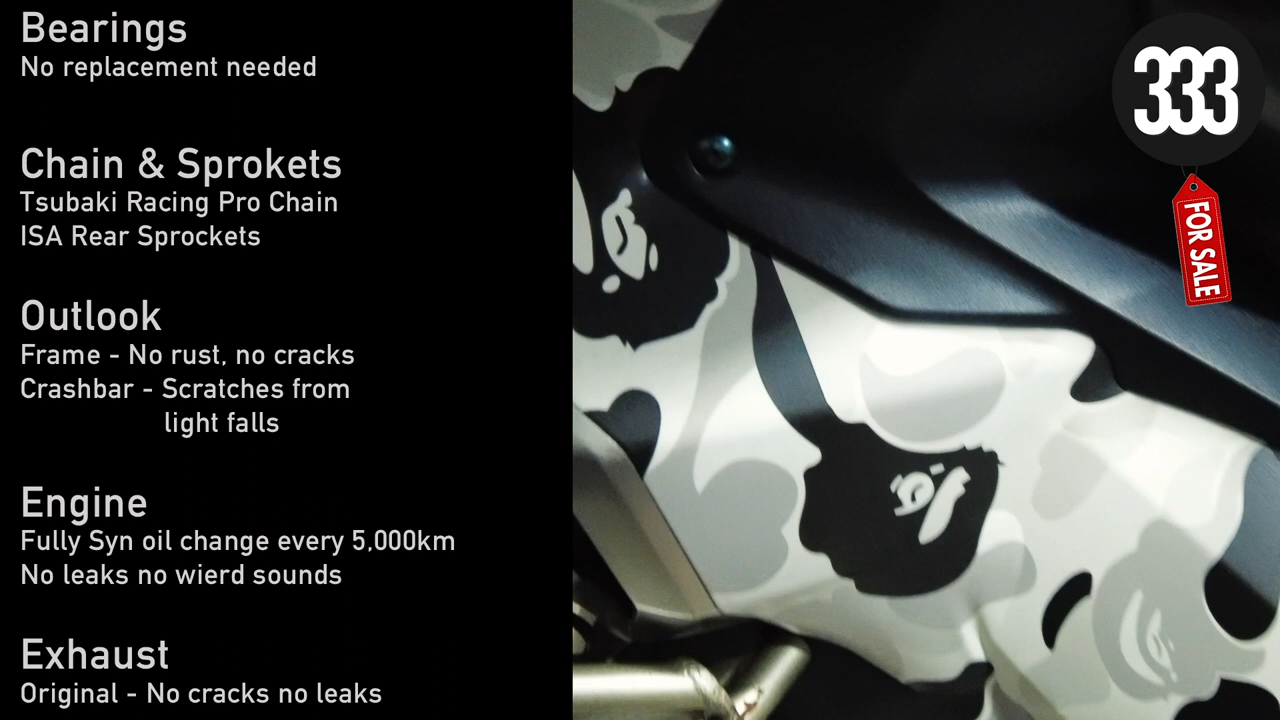 Bearings
No replacement needed
Chain & Sprokets
Tsubaki Racing Pro Chain
ISA Rear Sprockets
Outlook
Frame - No rust, no cracks
Crashbar - Scratches from
light falls
Engine
Fully Syn oil change every 5,000km
No leaks no wierd sounds
Exhaust
Original - No cracks no leaks
333
FOR SALE